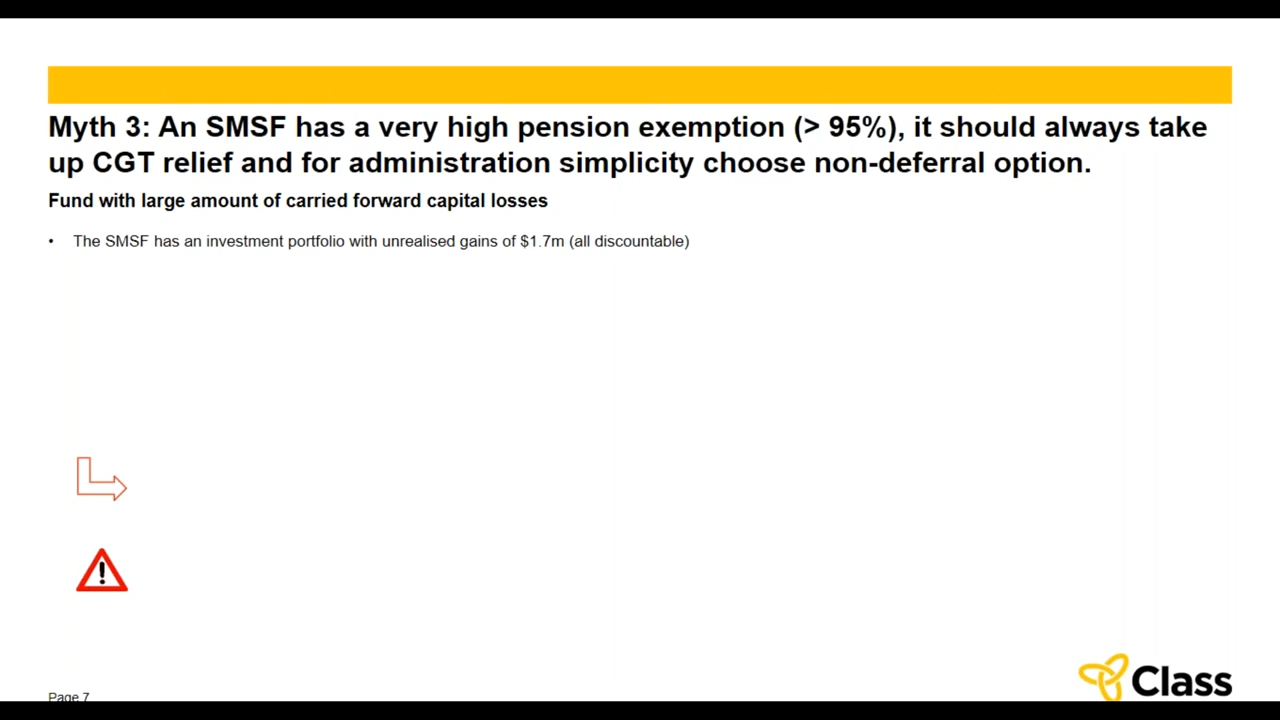 Myth 3: An SMSF has a very high pension exemption (> 95%), it should always take
up CGT relief and for administration simplicity choose non-deferral option.
Fund with large amount of carried forward capital losses
• The SMSF has an investment portfolio with unrealised gains of $1.7m (all discountable)
Page 7
Class